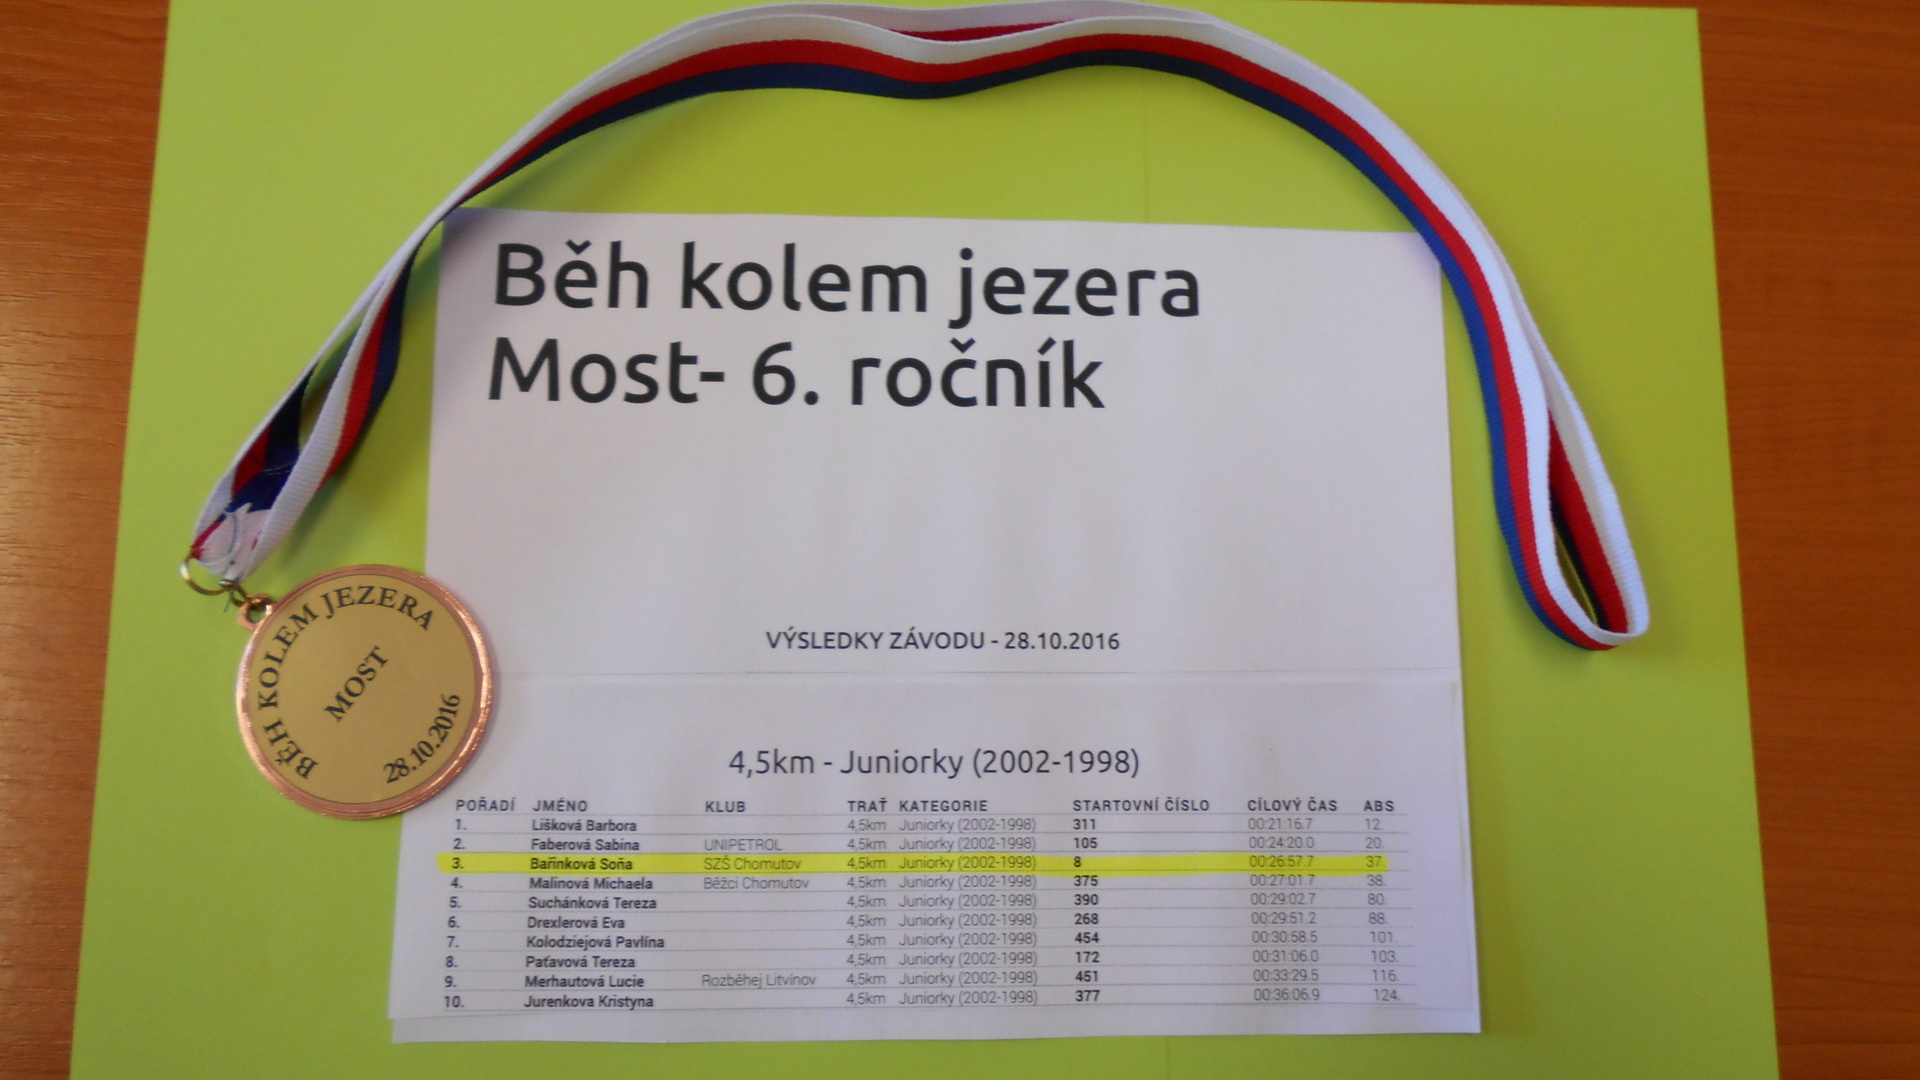 Běh kolem jezera
Most- 6. ročník
VÝSLEDKY ZÁVODU - 28.10.2016
BĚH KOLEM JEZERA
MOST
28.10.2016
4,5km - Juniorky (2002-1998)
POŘADÍ JMÉNO KLUB TRAŤ KATEGORIE STARTOVNÍ ČÍSLO CÍLOVÝ ČAS ABS
1. Lišková Barbora 4,5km Juniorky (2002-1998) 311 00:21:16.7 12.
2. Faberová Sabina UNIPETROL 4,5km Juniorky (2002-1998) 105 00:24:20.0 20.
3. Bařinková Soňa SZŠ Chomutov 4,5km Juniorky (2002-1998) 8 00:26:57.7 37.
4. Malinová Michaela Běžci Chomutov 4,5km Juniorky (2002-1998) 375 00:27:01.7 38.
5. Suchánková Tereza 4,5km Juniorky (2002-1998) 390 00:29:02.7 80.
6. Drexlerová Eva 4,5km Juniorky (2002-1998) 268 00:29:51.2 88.
7. Kolodziejová Pavlína 4,5km Juniorky (2002-1998) 454 00:30:58.5 101.
8. Paťavová Tereza 4,5km Juniorky (2002-1998) 172 00:31:06.0 103.
9. Merhautová Lucie Rozběhej Litvínov 4,5km Juniorky (2002-1998) 451 00:33:29.5 116.
10. Jurenkova Kristyna 4,5km Juniorky (2002-1998) 377 00:36:06.9 124.